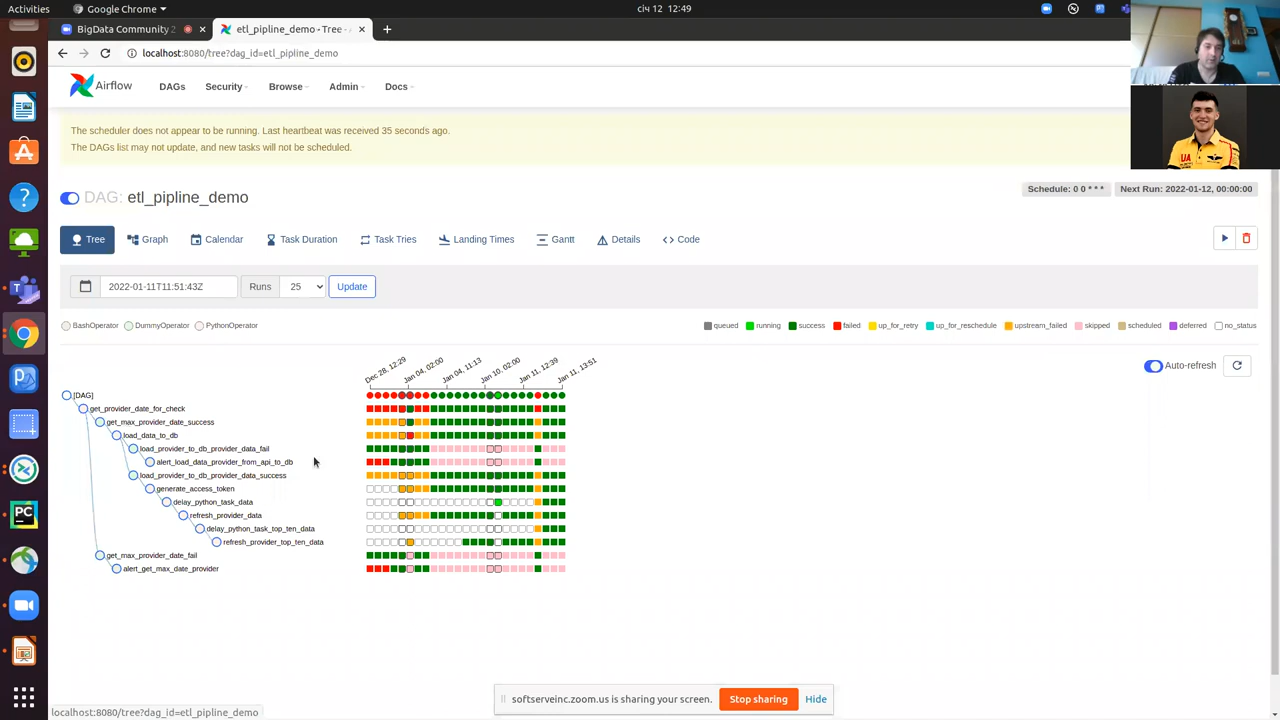 Activities
Google Chrome
січ 12 12:49
BigData Community 2
etl_pipline_demo - Tree -
localhost:8080/tree?dag_id=etl_pipline_demo
Airflow
DAGs
Security
Browse
Admin
Docs
The scheduler does not appear to be running. Last heartbeat was received 35 seconds ago.
The DAGs list may not update, and new tasks will not be scheduled.
UA
DAG: etl_pipline_demo
Schedule: 0 0 * * *
Next Run: 2022-01-12, 00:00:00
Tree
Graph
Calendar
Task Duration
Task Tries
Landing Times
Gantt
Details
Code
2022-01-11T11:51:43Z
Runs
25
Update
BashOperator
DummyOperator
PythonOperator
queued
running
success
failed
up_for_retry
up_for_reschedule
upstream_failed
skipped
scheduled
deferred
no_status
Auto-refresh
Dec 28, 12:29
Jan 04, 02:00
Jan 04, 11:13
Jan 10, 02:00
Jan 11, 12:39
Jan 11, 13:51
[DAG]
get_provider_date_for_check
get_max_provider_date_success
load_data_to_db
load_provider_to_db_provider_data_fail
alert_load_data_provider_from_api_to_db
load_provider_to_db_provider_data_success
generate_access_token
delay_python_task_data
refresh_provider_data
delay_python_task_top_ten_data
refresh_provider_top_ten_data
get_max_provider_date_fail
alert_get_max_date_provider
PC
softserveinc.zoom.us is sharing your screen.
Stop sharing
Hide
localhost:8080/tree?dag_id=etl_pipline_demo